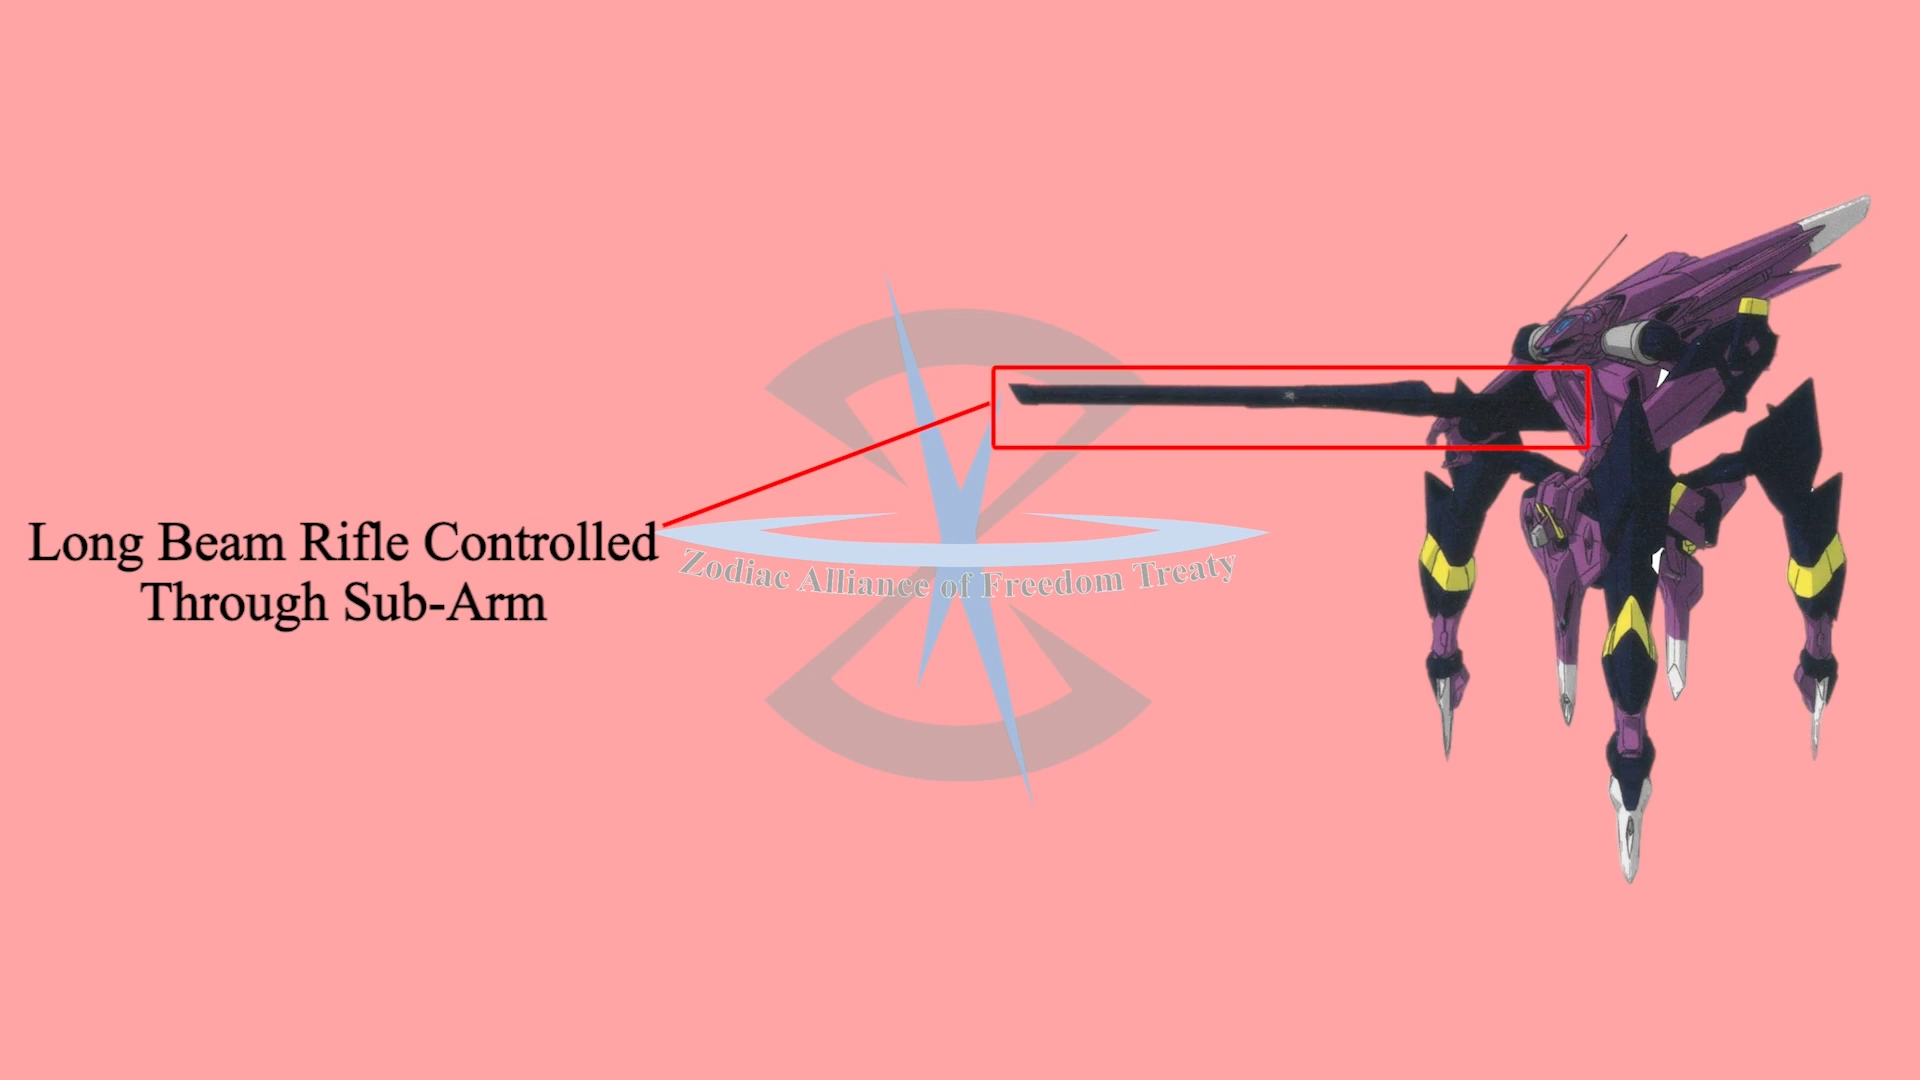 Long Beam Rifle Controlled
Through Sub-Arm
Zodiac Alliance of Freedom Treaty